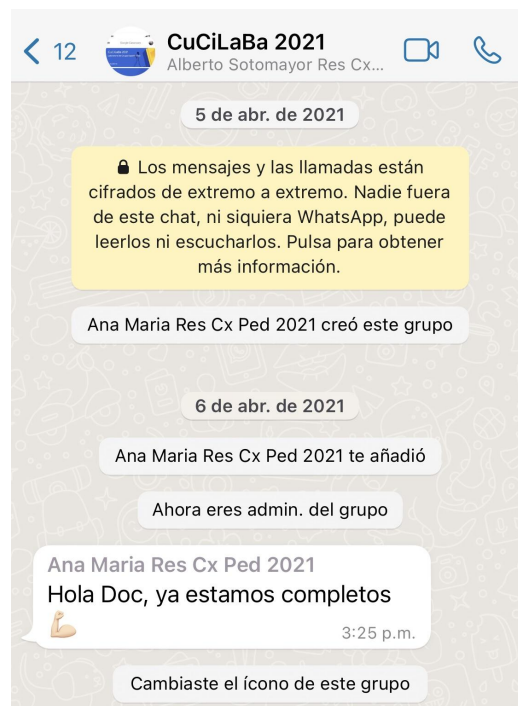 12
CuCiLaBa 2021
Alberto Sotomayor Res Cx...
5 de abr. de 2021
Los mensajes y las llamadas están
cifrados de extremo a extremo. Nadie fuera
de este chat, ni siquiera WhatsApp, puede
leerlos ni escucharlos. Pulsa para obtener
más información.
Ana Maria Res Cx Ped 2021 creó este grupo
6 de abr. de 2021
Ana Maria Res Cx Ped 2021 te añadió
Ahora eres admin. del grupo
Ana Maria Res Cx Ped 2021
Hola Doc, ya estamos completos
💪🏻
3:25 p.m.
Cambiaste el ícono de este grupo